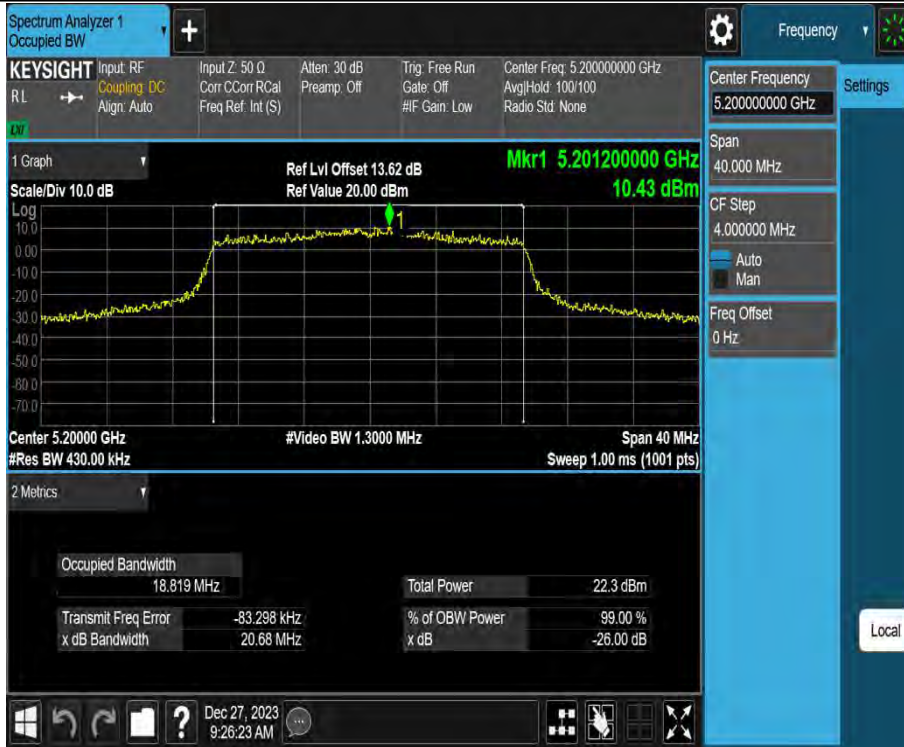 Spectrum Analyzer 1
Occupied BW
+
Frequency
KEYSIGHT
Input: RF
Coupling: DC
Align: Auto
Input Z: 50 Ω
Corr CCorr RCal
Freq Ref: Int (S)
Atten: 30 dB
Preamp: Off
Trig: Free Run
Gate: Off
#IF Gain: Low
Center Freq: 5.200000000 GHz
Avg|Hold: 100/100
Radio Std: None
RL
LXI
Center Frequency
5.200000000 GHz
Settings
Span
40.000 MHz
CF Step
4.000000 MHz
Auto
Man
Freq Offset
0 Hz
1 Graph
Scale/Div 10.0 dB
Ref Lvl Offset 13.62 dB
Ref Value 20.00 dBm
Mkr1 5.201200000 GHz
10.43 dBm
Log
1
10.0
0.00
-10.0
-20.0
-30.0
-40.0
-50.0
-60.0
-70.0
Center 5.20000 GHz
#Video BW 1.3000 MHz
Span 40 MHz
#Res BW 430.00 kHz
Sweep 1.00 ms (1001 pts)
2 Metrics
Occupied Bandwidth
18.819 MHz
Total Power 22.3 dBm
Transmit Freq Error -83.298 kHz
% of OBW Power 99.00 %
x dB Bandwidth 20.68 MHz
x dB -26.00 dB
Local
?
Dec 27, 2023
9:26:23 AM